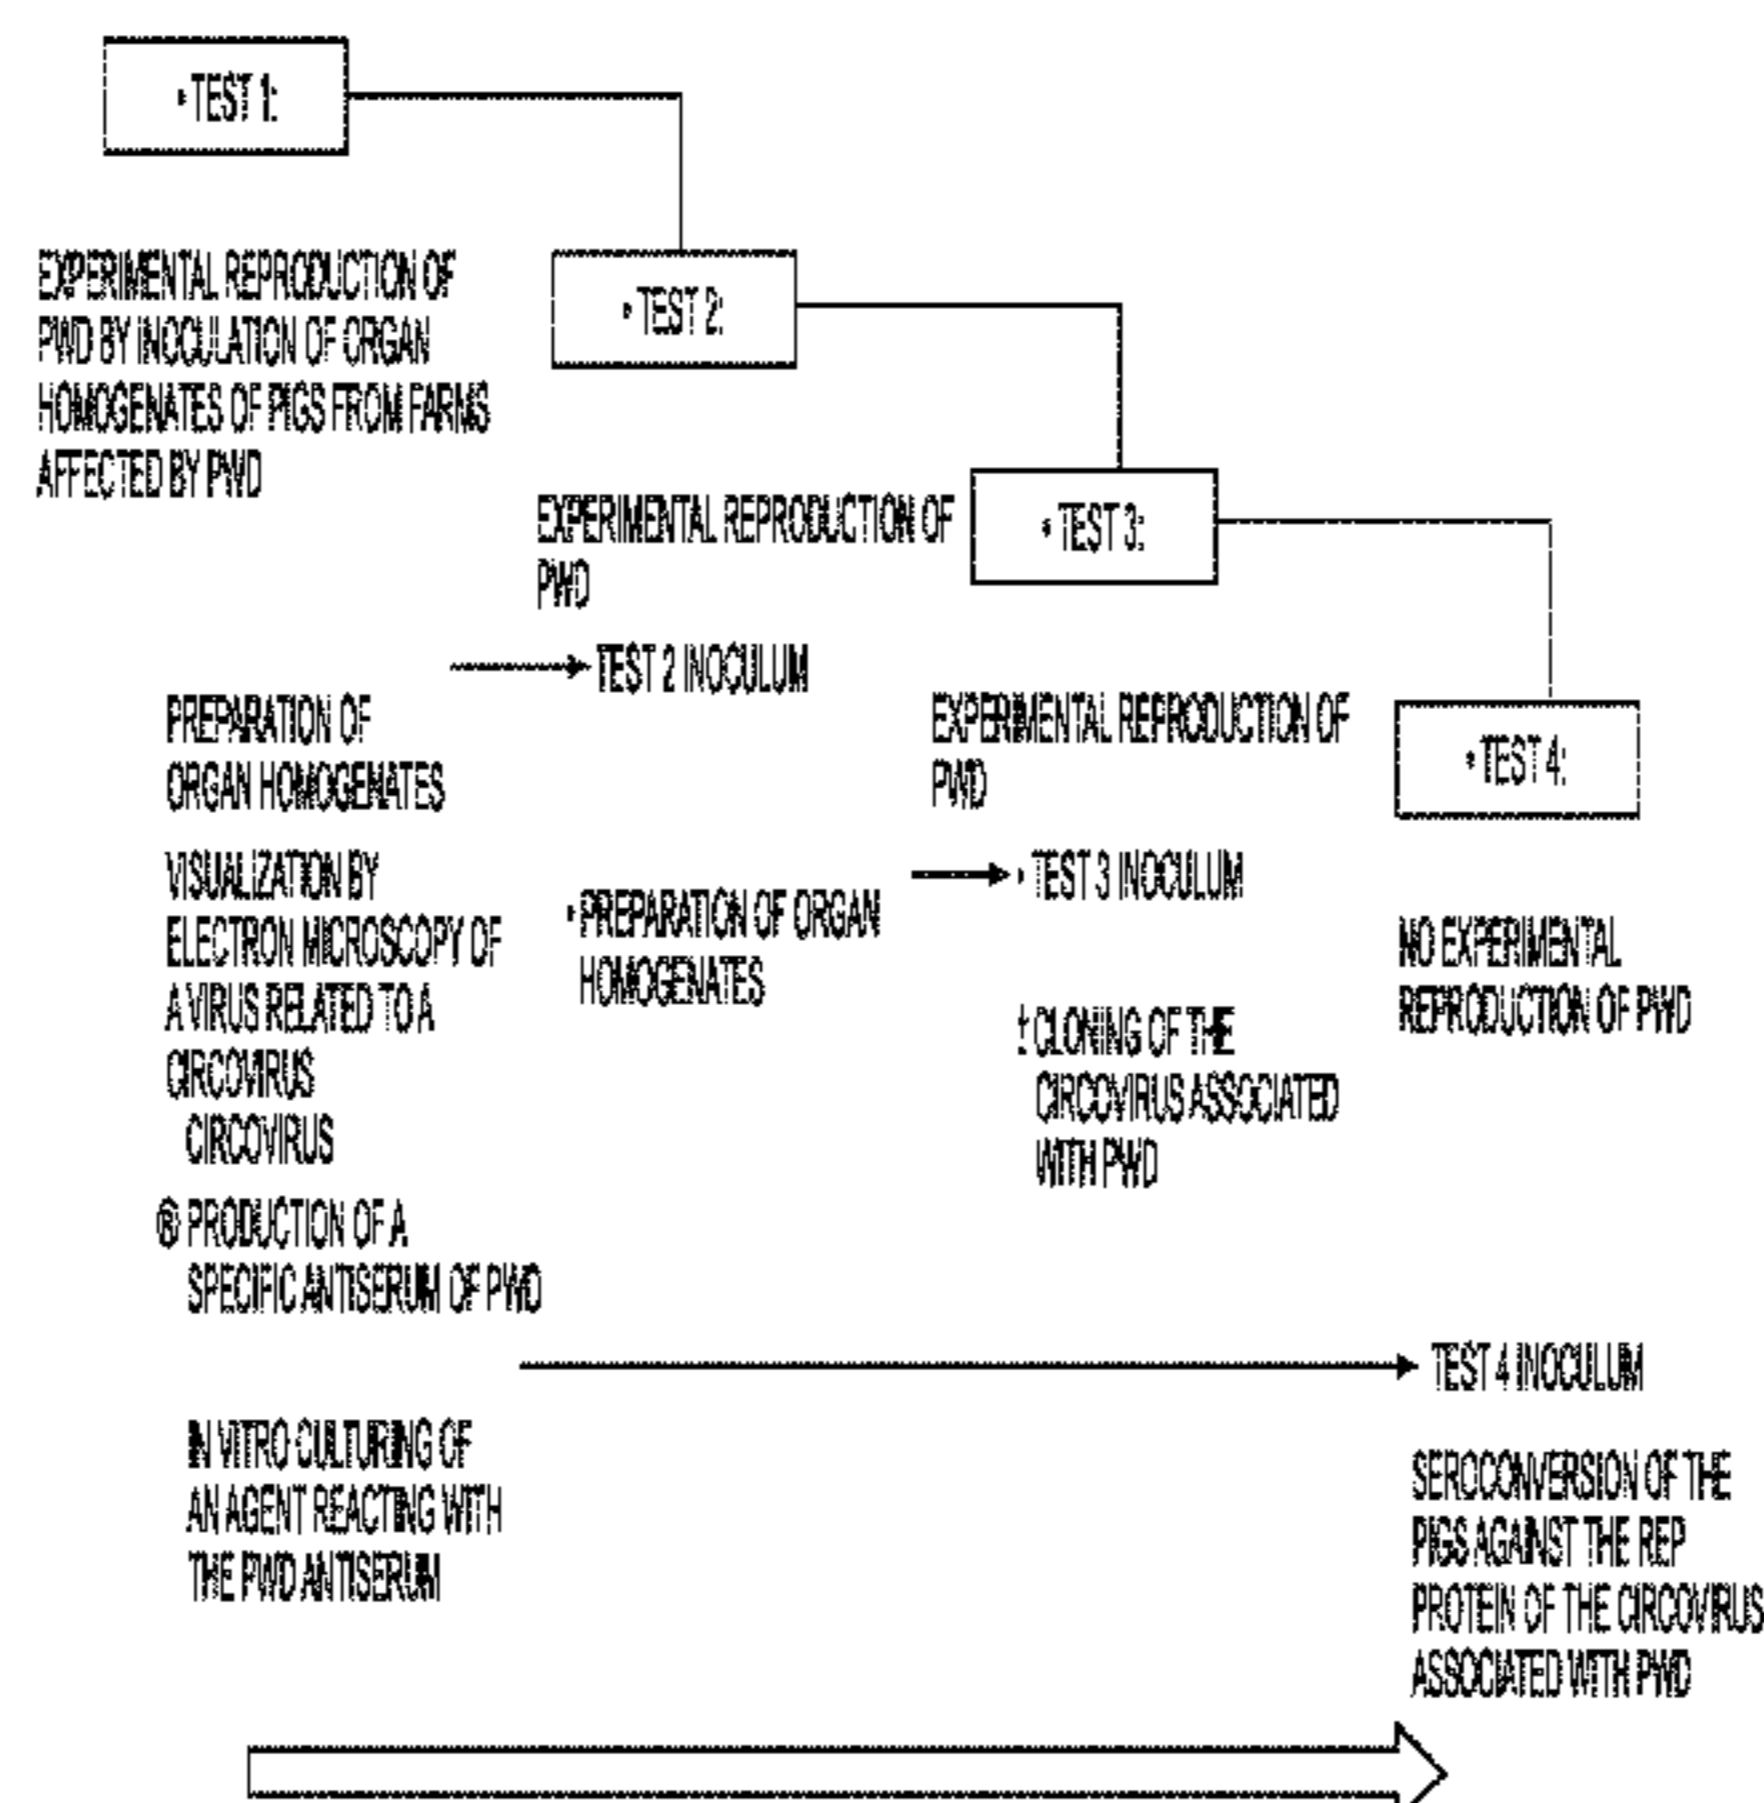 TEST 1:
EXPERIMENTAL REPRODUCTION OF
PWD BY INOCULATION OF ORGAN
HOMOGENATES OF PIGS FROM FARMS
AFFECTED BY PWD
PREPARATION OF
ORGAN HOMOGENATES
VISUALIZATION BY
ELECTRON MICROSCOPY OF
A VIRUS RELATED TO A
CIRCOVIRUS
CIRCOVIRUS
® PRODUCTION OF A
SPECIFIC ANTISERUM OF PWD
IN VITRO CULTURING OF
AN AGENT REACTING WITH
THE PWD ANTISERUM
TEST 2:
EXPERIMENTAL REPRODUCTION OF
PWD
TEST 2 INOCULUM
PREPARATION OF ORGAN
HOMOGENATES
TEST 3:
EXPERIMENTAL REPRODUCTION OF
PWD
TEST 3 INOCULUM
CLONING OF THE
CIRCOVIRUS ASSOCIATED
WITH PWD
TEST 4:
NO EXPERIMENTAL
REPRODUCTION OF PWD
TEST 4 INOCULUM
SEROCONVERSION OF THE
PIGS AGAINST THE REP
PROTEIN OF THE CIRCOVIRUS
ASSOCIATED WITH PWD